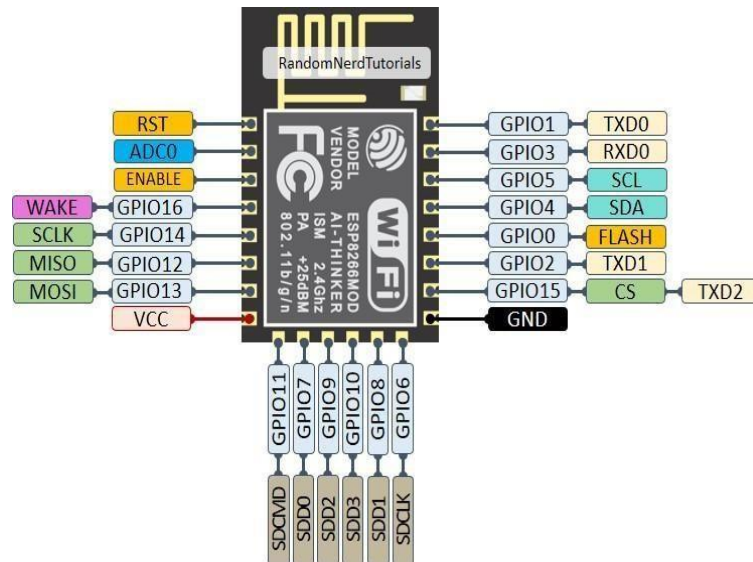 RandomNerdTutorials
RST
ADC0
ENABLE
WAKE GPIO16
SCLK GPIO14
MISO GPIO12
MOSI GPIO13
VCC
MODEL ESP8266MOD
VENDOR AI-THINKER
FC ISM 2.4Ghz
PA +25dBM
802.11b/g/n
WiFi
GPIO1 TXD0
GPIO3 RXD0
GPIO5 SCL
GPIO4 SDA
GPIO0 FLASH
GPIO2 TXD1
GPIO15 CS TXD2
GND
GPIO11 SDCMD
GPIO7 SDD0
GPIO9 SDD2
GPIO10 SDD3
GPIO8 SDD1
GPIO6 SDCLK